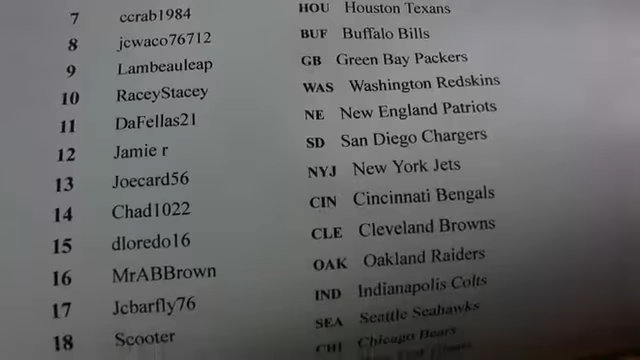 7 ccrab1984 HOU Houston Texans
8 jcwaco76712 BUF Buffalo Bills
9 Lambeauleap GB Green Bay Packers
10 RaceyStacey WAS Washington Redskins
11 DaFellas21 NE New England Patriots
12 Jamie r SD San Diego Chargers
13 Joecard56 NYJ New York Jets
14 Chad1022 CIN Cincinnati Bengals
15 dloredo16 CLE Cleveland Browns
16 MrABBrown OAK Oakland Raiders
17 Jcbarfly76 IND Indianapolis Colts
18 Scooter SEA Seattle Seahawks
CHI Chicago Bears